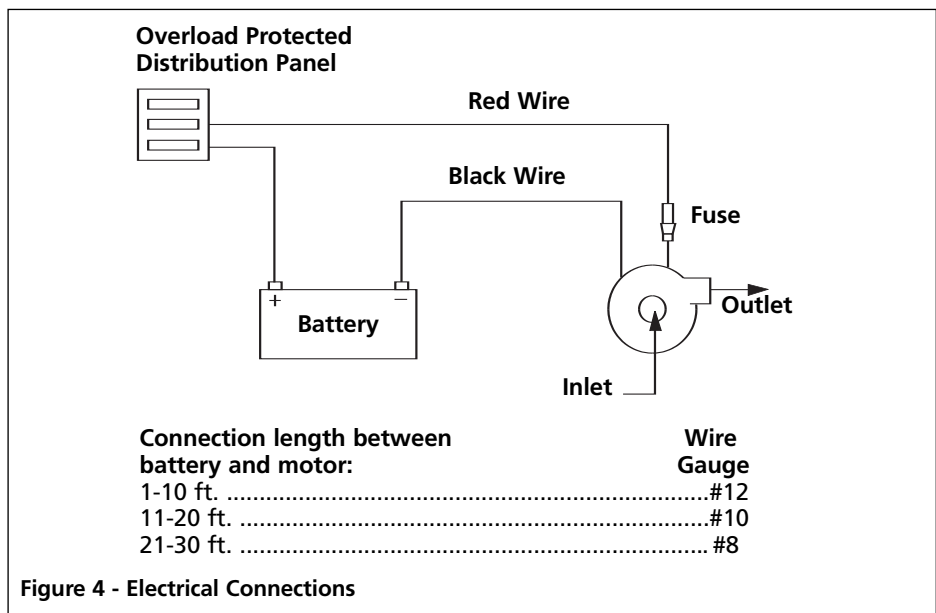 Overload Protected
Distribution Panel
Red Wire
Black Wire
Fuse
+ −
Battery
Outlet
Inlet
Connection length between Wire
battery and motor: Gauge
1-10 ft. ....................................................................................#12
11-20 ft. ..................................................................................#10
21-30 ft. .................................................................................. #8
Figure 4 - Electrical Connections